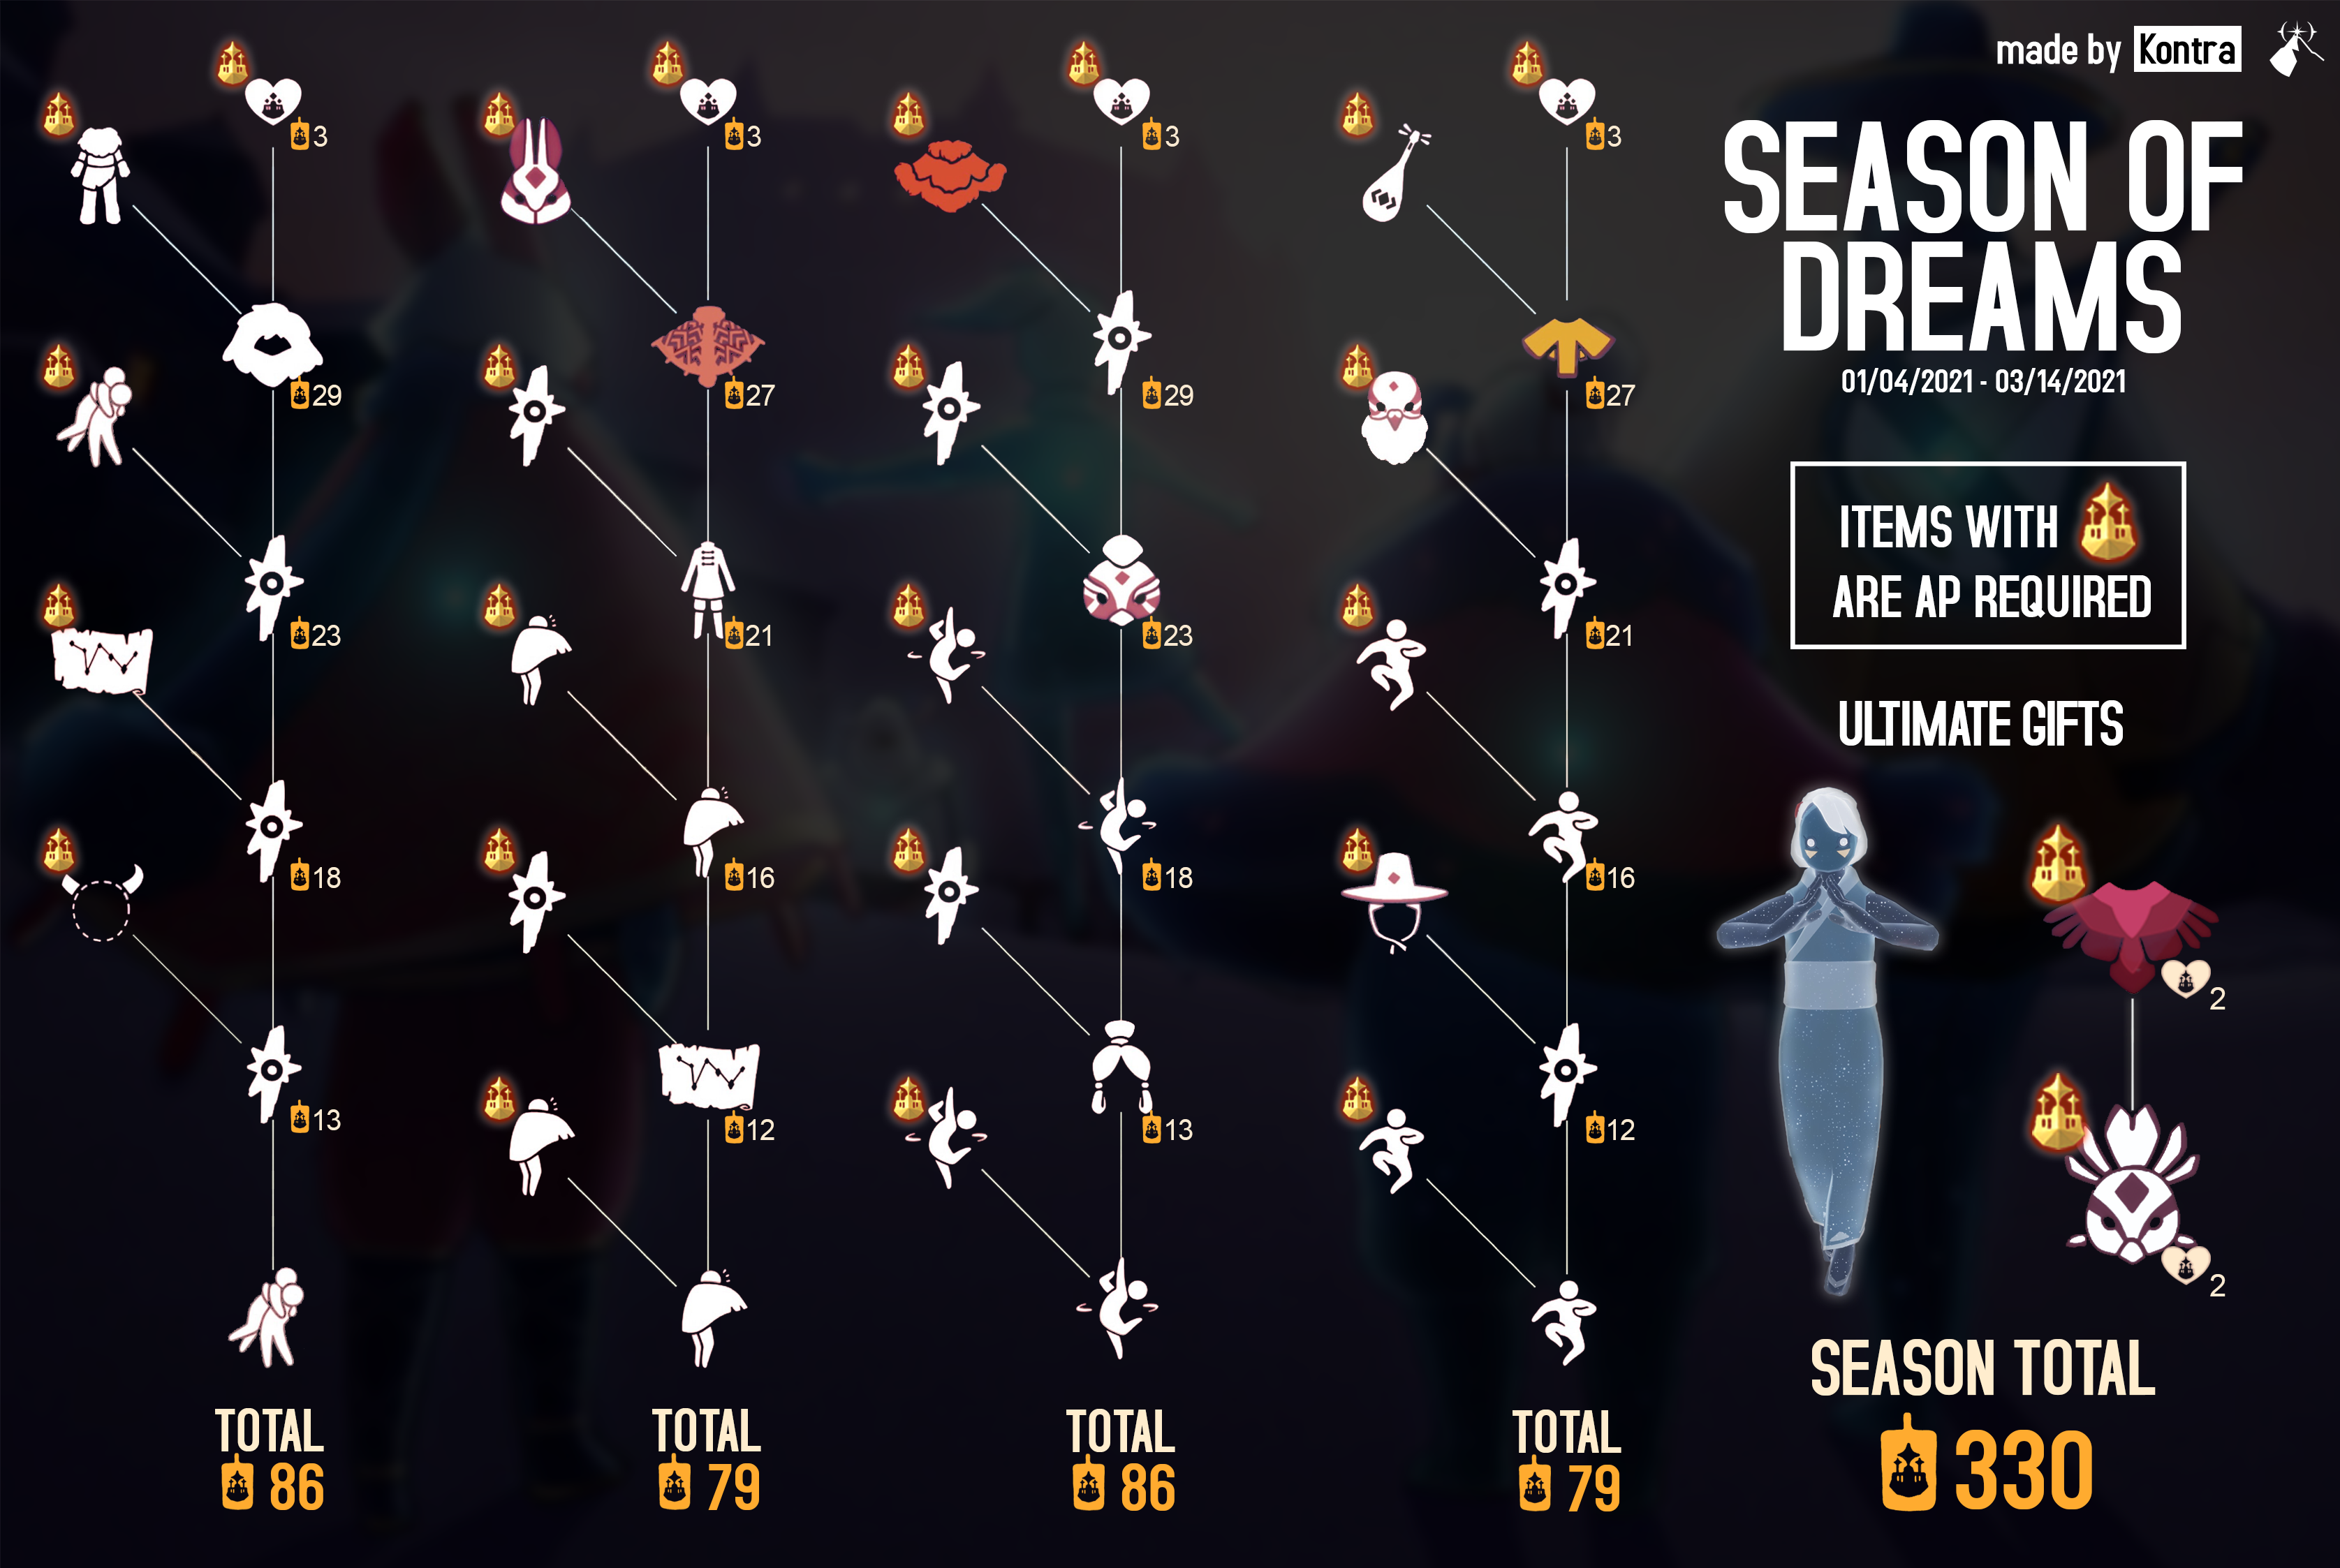 made by Kontra
SEASON OF
DREAMS
01/04/2021 - 03/14/2021
ITEMS WITH
ARE AP REQUIRED
ULTIMATE GIFTS
2
2
SEASON TOTAL
330
3
29
23
18
13
TOTAL
86
3
27
21
16
12
TOTAL
79
3
29
23
18
13
TOTAL
86
3
27
21
16
12
TOTAL
79